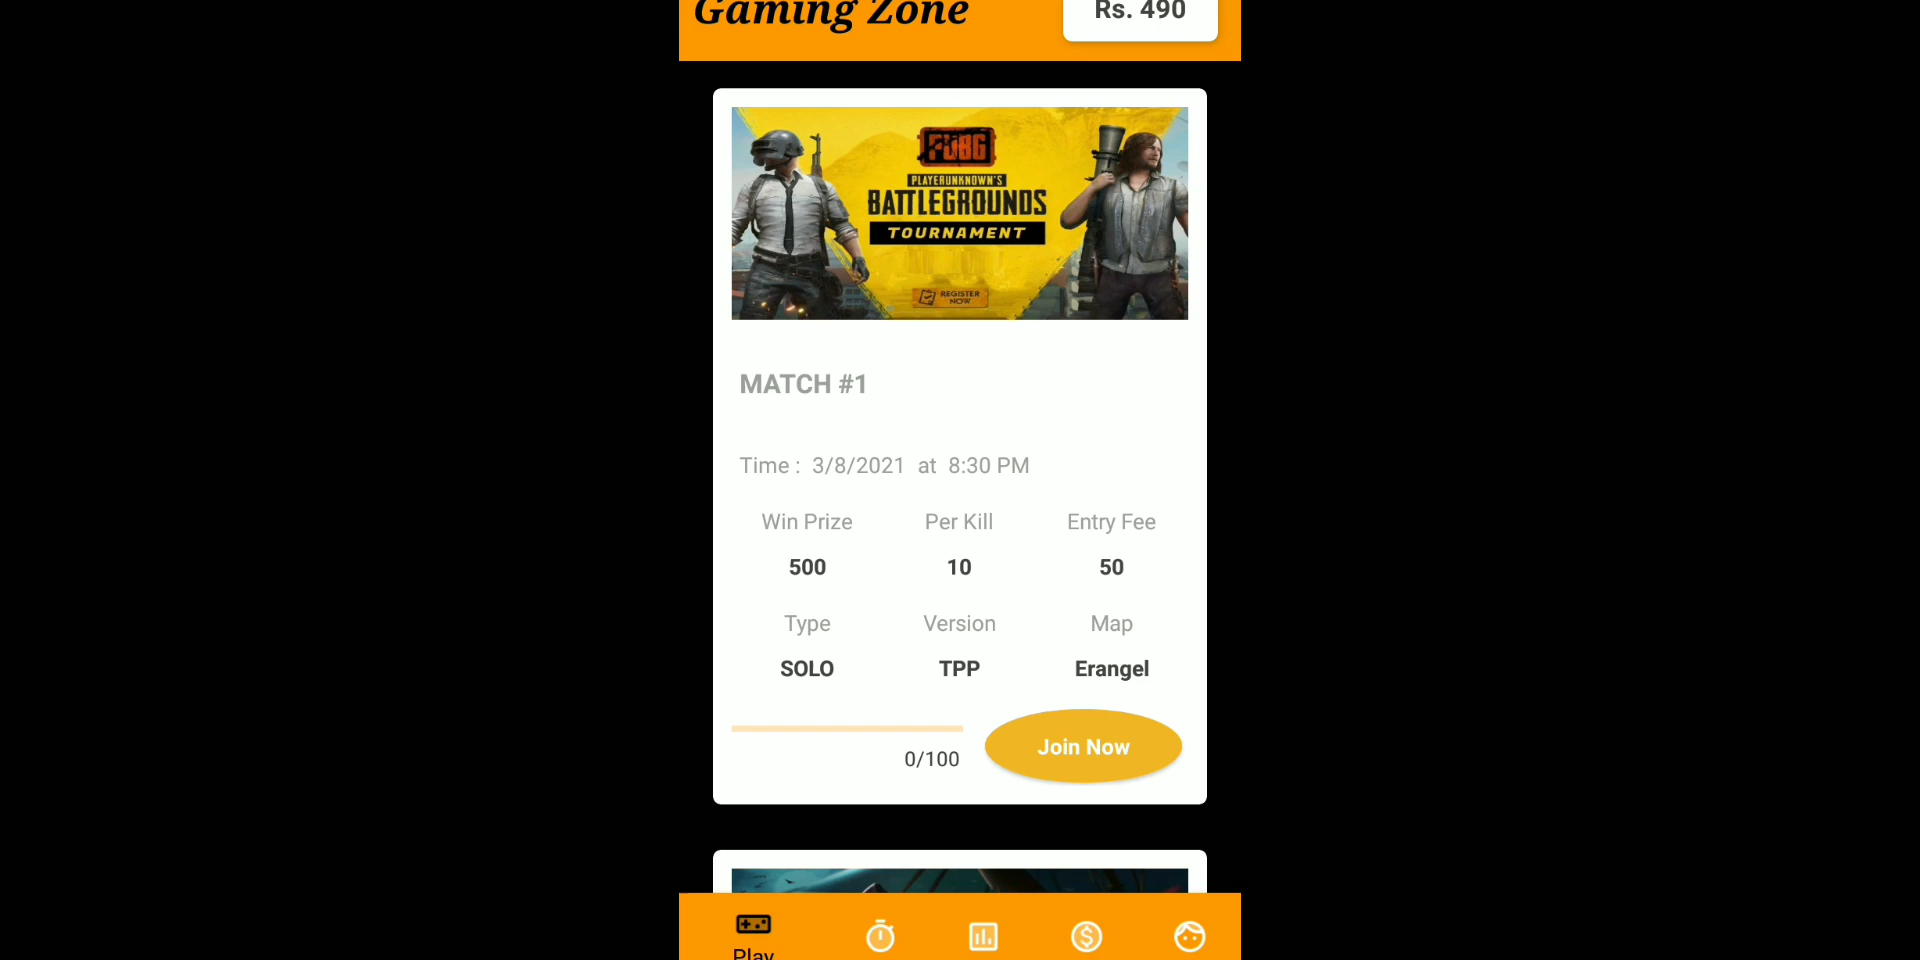 Gaming Zone
Rs. 490
PUBG
PLAYERUNKNOWN'S
BATTLEGROUNDS
TOURNAMENT
REGISTER
NOW
MATCH #1
Time : 3/8/2021 at 8:30 PM
Win Prize Per Kill Entry Fee
500 10 50
Type Version Map
SOLO TPP Erangel
0/100
Join Now
Play